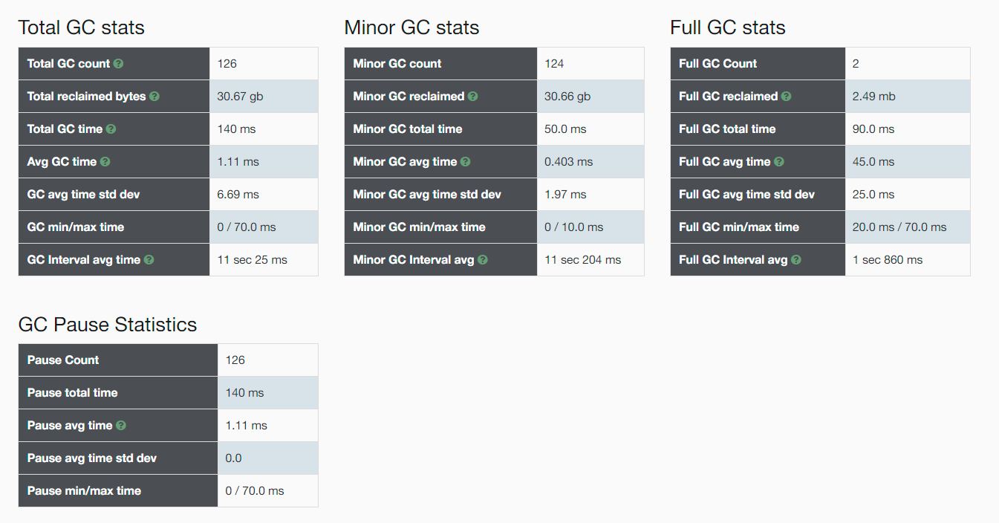 Total GC stats
Total GC count 126
Total reclaimed bytes 30.67 gb
Total GC time 140 ms
Avg GC time 1.11 ms
GC avg time std dev 6.69 ms
GC min/max time 0 / 70.0 ms
GC Interval avg time 11 sec 25 ms
Minor GC stats
Minor GC count 124
Minor GC reclaimed 30.66 gb
Minor GC total time 50.0 ms
Minor GC avg time 0.403 ms
Minor GC avg time std dev 1.97 ms
Minor GC min/max time 0 / 10.0 ms
Minor GC Interval avg 11 sec 204 ms
Full GC stats
Full GC Count 2
Full GC reclaimed 2.49 mb
Full GC total time 90.0 ms
Full GC avg time 45.0 ms
Full GC avg time std dev 25.0 ms
Full GC min/max time 20.0 ms / 70.0 ms
Full GC Interval avg 1 sec 860 ms
GC Pause Statistics
Pause Count 126
Pause total time 140 ms
Pause avg time 1.11 ms
Pause avg time std dev 0.0
Pause min/max time 0 / 70.0 ms